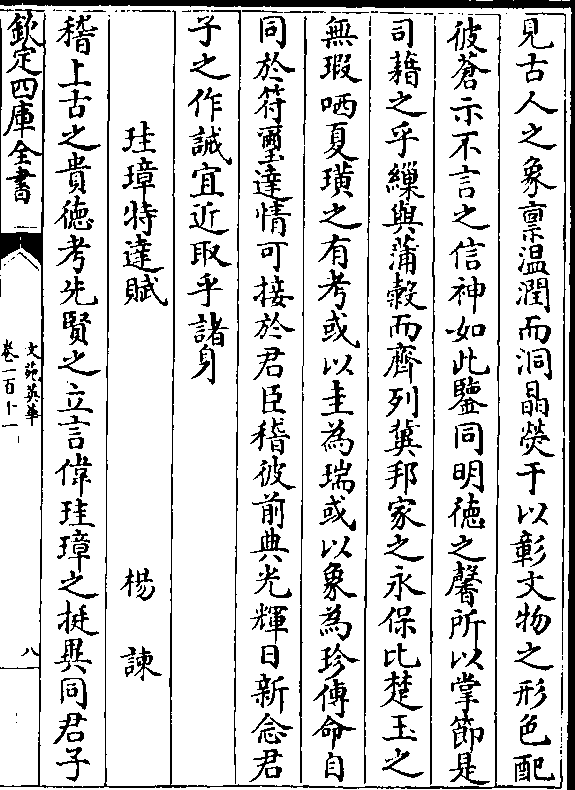 見古人之象禀温潤而洞晶熒于以彰文物之形色配
彼蒼示不言之信神如此鑒同明徳之馨所以掌節是
司藉之乎繅與蒲穀而齊列冀邦家之永保比楚玉之
無瑕哂夏璜之有考或以圭為瑞或以象為珍傅命自
同於符璽達情可接於君臣稽彼前典光輝日新念君
子之作誠宜近取乎諸身
珪璋特達賦 楊諫
稽上古之貴徳考先賢之立言偉珪璋之挺異同君子
欽定四庫全書
文苑英華
卷一百十一
八